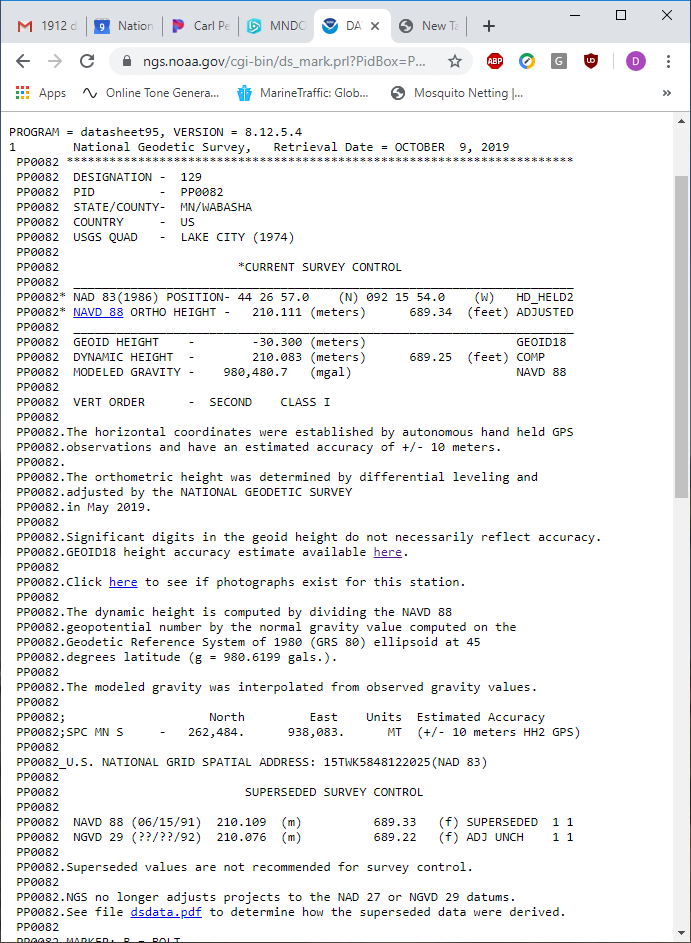 1912 d
9 Nation
Carl Pe
MNDO
DA
New Ta
ngs.noaa.gov/cgi-bin/ds_mark.prl?PidBox=P...
ABP
G
UD
D
Apps
Online Tone Genera...
MarineTraffic: Glob...
Mosquito Netting |...
»
PROGRAM = datasheet95, VERSION = 8.12.5.4
1        National Geodetic Survey,   Retrieval Date = OCTOBER  9, 2019
PP0082 ***********************************************************************
PP0082  DESIGNATION -  129
PP0082  PID         -  PP0082
PP0082  STATE/COUNTY-  MN/WABASHA
PP0082  COUNTRY     -  US
PP0082  USGS QUAD   -  LAKE CITY (1974)
PP0082
PP0082                         *CURRENT SURVEY CONTROL
PP0082  ______________________________________________________________________
PP0082* NAD 83(1986) POSITION- 44 26 57.0    (N) 092 15 54.0    (W)   HD_HELD2
PP0082* NAVD 88 ORTHO HEIGHT -   210.111 (meters)      689.34  (feet) ADJUSTED
PP0082  ______________________________________________________________________
PP0082  GEOID HEIGHT    -        -30.300 (meters)                     GEOID18
PP0082  DYNAMIC HEIGHT  -        210.083 (meters)      689.25  (feet) COMP
PP0082  MODELED GRAVITY -    980,480.7   (mgal)                       NAVD 88
PP0082
PP0082  VERT ORDER      -  SECOND    CLASS I
PP0082
PP0082.The horizontal coordinates were established by autonomous hand held GPS
PP0082.observations and have an estimated accuracy of +/- 10 meters.
PP0082.
PP0082.The orthometric height was determined by differential leveling and
PP0082.adjusted by the NATIONAL GEODETIC SURVEY
PP0082.in May 2019.
PP0082
PP0082.Significant digits in the geoid height do not necessarily reflect accuracy.
PP0082.GEOID18 height accuracy estimate available here.
PP0082
PP0082.Click here to see if photographs exist for this station.
PP0082
PP0082.The dynamic height is computed by dividing the NAVD 88
PP0082.geopotential number by the normal gravity value computed on the
PP0082.Geodetic Reference System of 1980 (GRS 80) ellipsoid at 45
PP0082.degrees latitude (g = 980.6199 gals.).
PP0082
PP0082.The modeled gravity was interpolated from observed gravity values.
PP0082
PP0082;                    North         East    Units  Estimated Accuracy
PP0082;SPC MN S     -   262,484.      938,083.      MT  (+/- 10 meters HH2 GPS)
PP0082
PP0082_U.S. NATIONAL GRID SPATIAL ADDRESS: 15TWK5848122025(NAD 83)
PP0082
PP0082                          SUPERSEDED SURVEY CONTROL
PP0082
PP0082  NAVD 88 (06/15/91)  210.109  (m)          689.33   (f) SUPERSEDED  1 1
PP0082  NGVD 29 (??/??/92)  210.076  (m)          689.22   (f) ADJ UNCH    1 1
PP0082
PP0082.Superseded values are not recommended for survey control.
PP0082
PP0082.NGS no longer adjusts projects to the NAD 27 or NGVD 29 datums.
PP0082.See file dsdata.pdf to determine how the superseded data were derived.
PP0082
PP0082 MARKER: B = BOLT